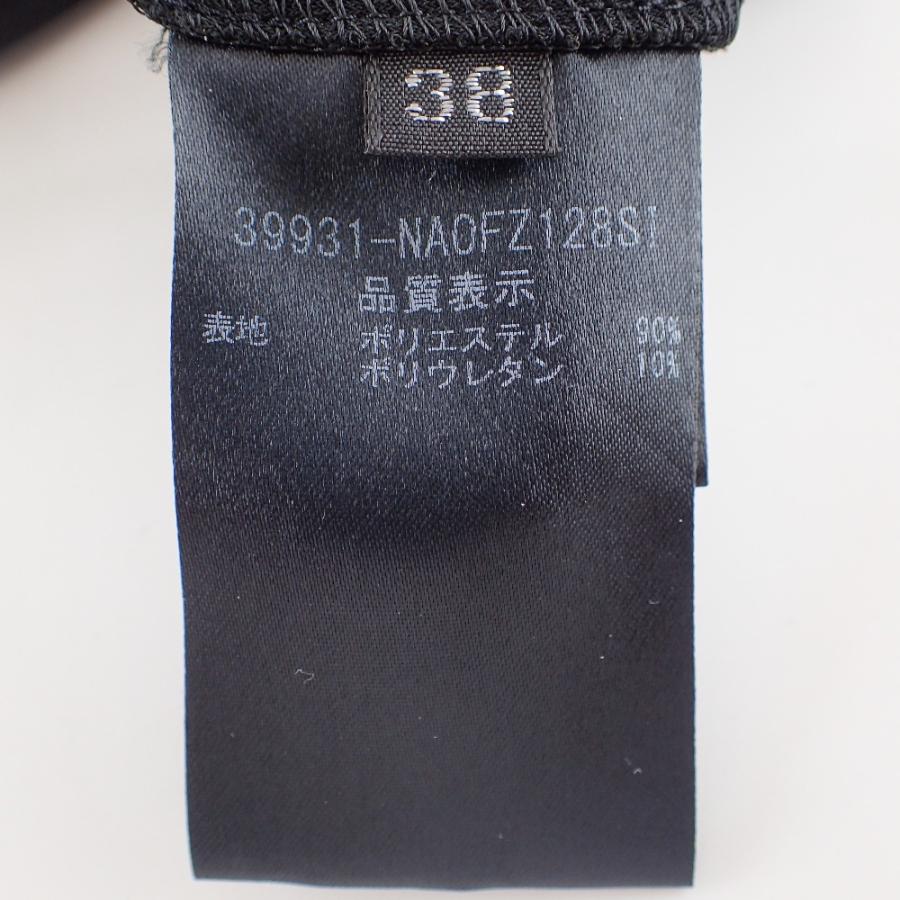 38
39931-NAOFZ128SI
品質表示
表地 ポリエステル 90%
ポリウレタン 10%